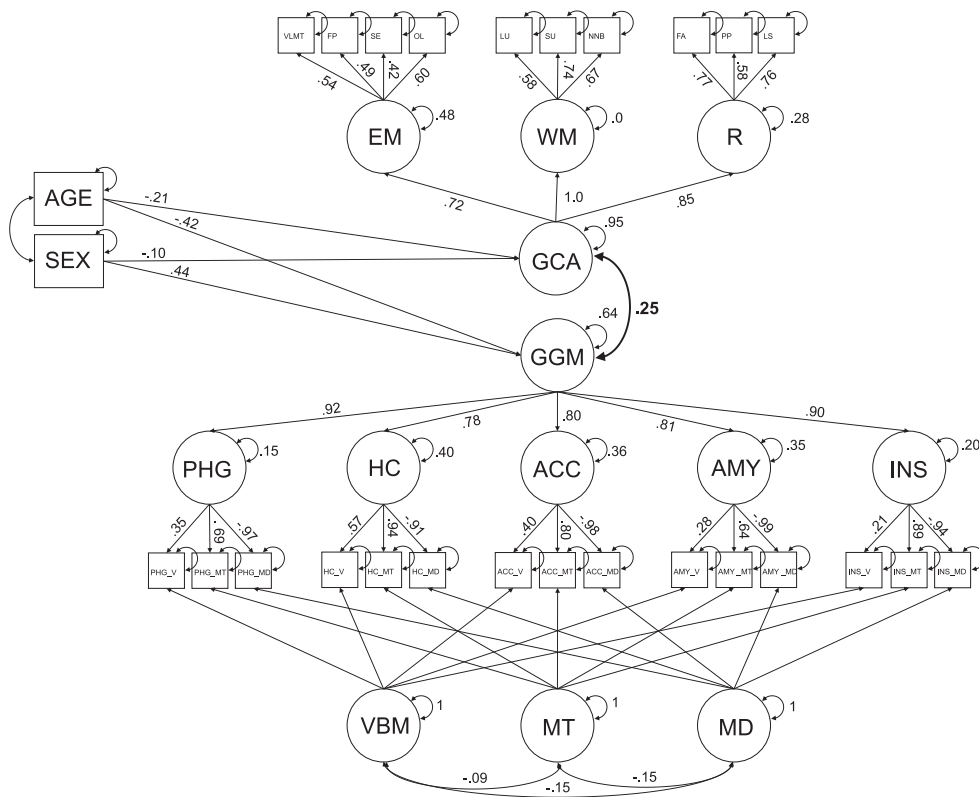 VLMT FP SE OL LU SU NNB FA PP LS
.54 .49 .42 .60 .58 .74 .67 .77 .58 .76
EM .48 WM .0 R .28
.72 1.0 .85
AGE -.21
-.42
SEX -.10
.44
GCA .95
.25
GGM .64
.92 .78 .80 .81 .90
PHG .15 HC .40 ACC .36 AMY .35 INS .20
.35 .69 -.97 .57 .94 -.91 .40 .80 -.98 .28 .64 -.99 .21 .89 -.94
PHG_V PHG_MT PHG_MD HC_V HC_MT HC_MD ACC_V ACC_MT ACC_MD AMY_V AMY_MT AMY_MD INS_V INS_MT INS_MD
VBM 1 MT 1 MD 1
-.09 -.15
-.15